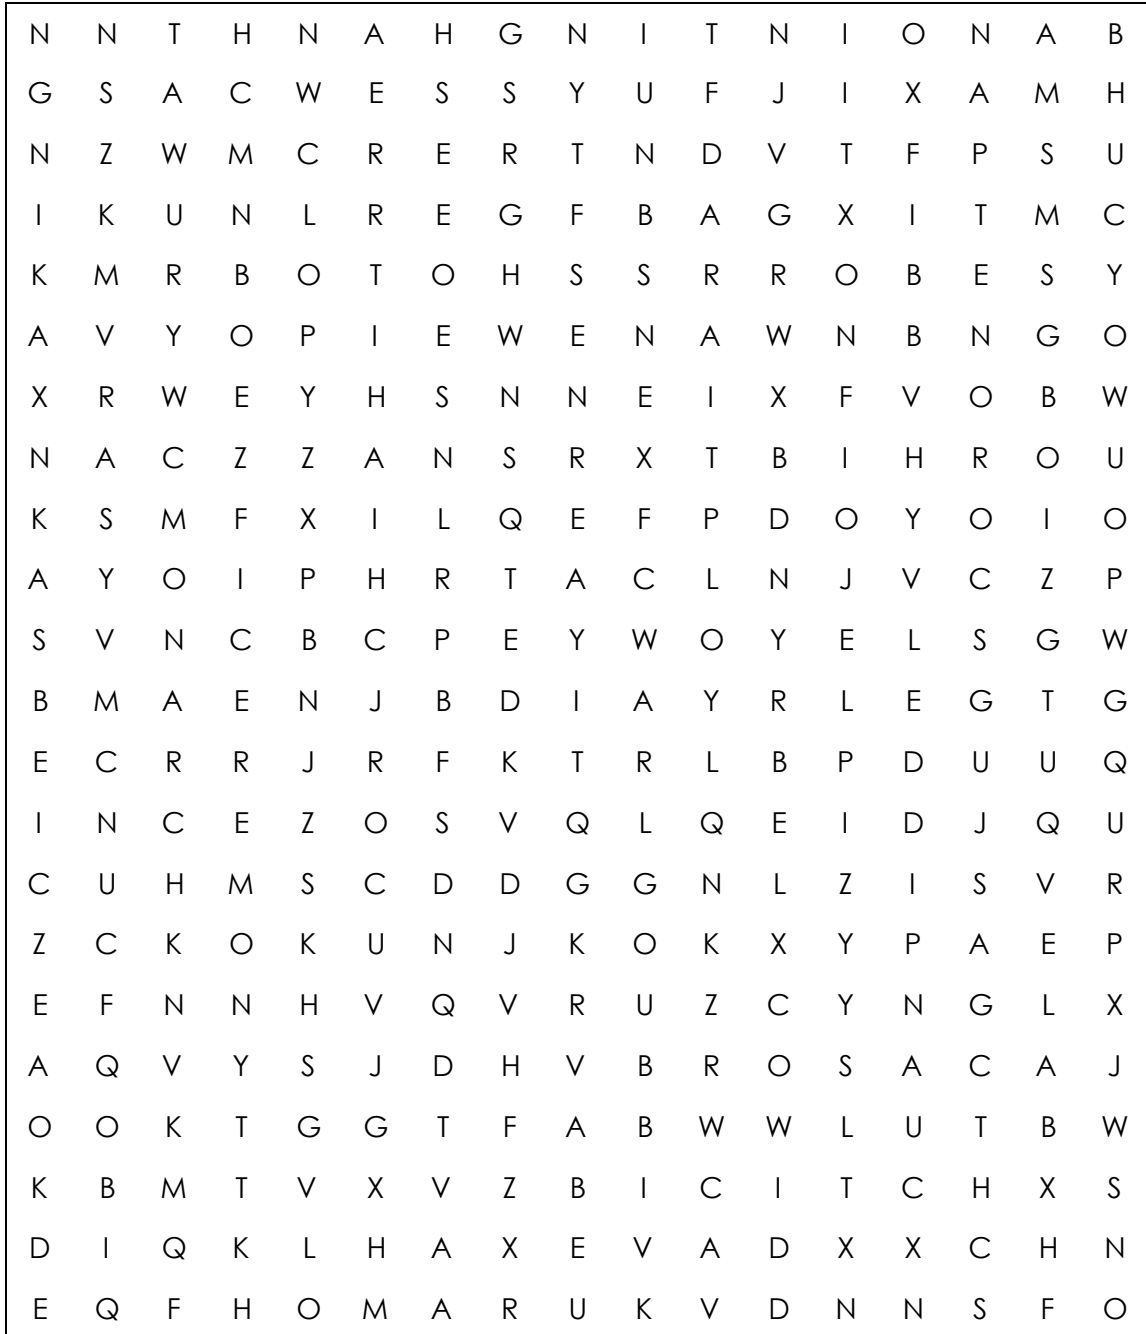 N N T H N A H G N I T N I O N A B
G S A C W E S S Y U F J I X A M H
N Z W M C R E R T N D V T F P S U
I K U N L R E G F B A G X I T M C
K M R B O T O H S S R R O B E S Y
A V Y O P I E W E N A W N B N G O
X R W E Y H S N N E I X F V O B W
N A C Z Z A N S R X T B I H R O U
K S M F X I L Q E F P D O Y O I O
A Y O I P H R T A C L N J V C Z P
S V N C B C P E Y W O Y E L S G W
B M A E N J B D I A Y R L E G T G
E C R R J R F K T R L B P D U U Q
I N C E Z O S V Q L Q E I D J Q U
C U H M S C D D G G N L Z I S V R
Z C K O K U N J K O K X Y P A E P
E F N N H V Q V R U Z C Y N G L X
A Q V Y S J D H V B R O S A C A J
O O K T G G T F A B W W L U T B W
K B M T V X V Z B I C I T C H X S
D I Q K L H A X E V A D X X C H N
E Q F H O M A R U K V D N N S F O